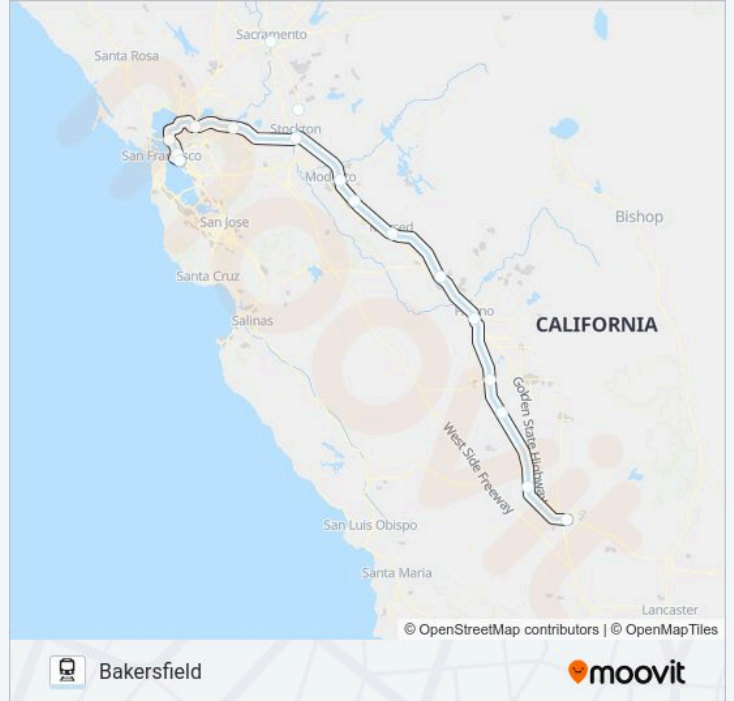 Sacramento
Santa Rosa
Stockton
San Francisco
Modesto
San Jose
Merced
Bishop
Santa Cruz
Fresno
Salinas
CALIFORNIA
Golden State Highway
West Side Freeway
San Luis Obispo
Santa Maria
Lancaster
© OpenStreetMap contributors | © OpenMapTiles
Bakersfield
moovit